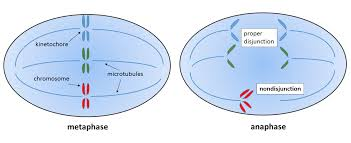 kinetochore
chromosome
microtubules
metaphase
proper
disjunction
nondisjunction
anaphase